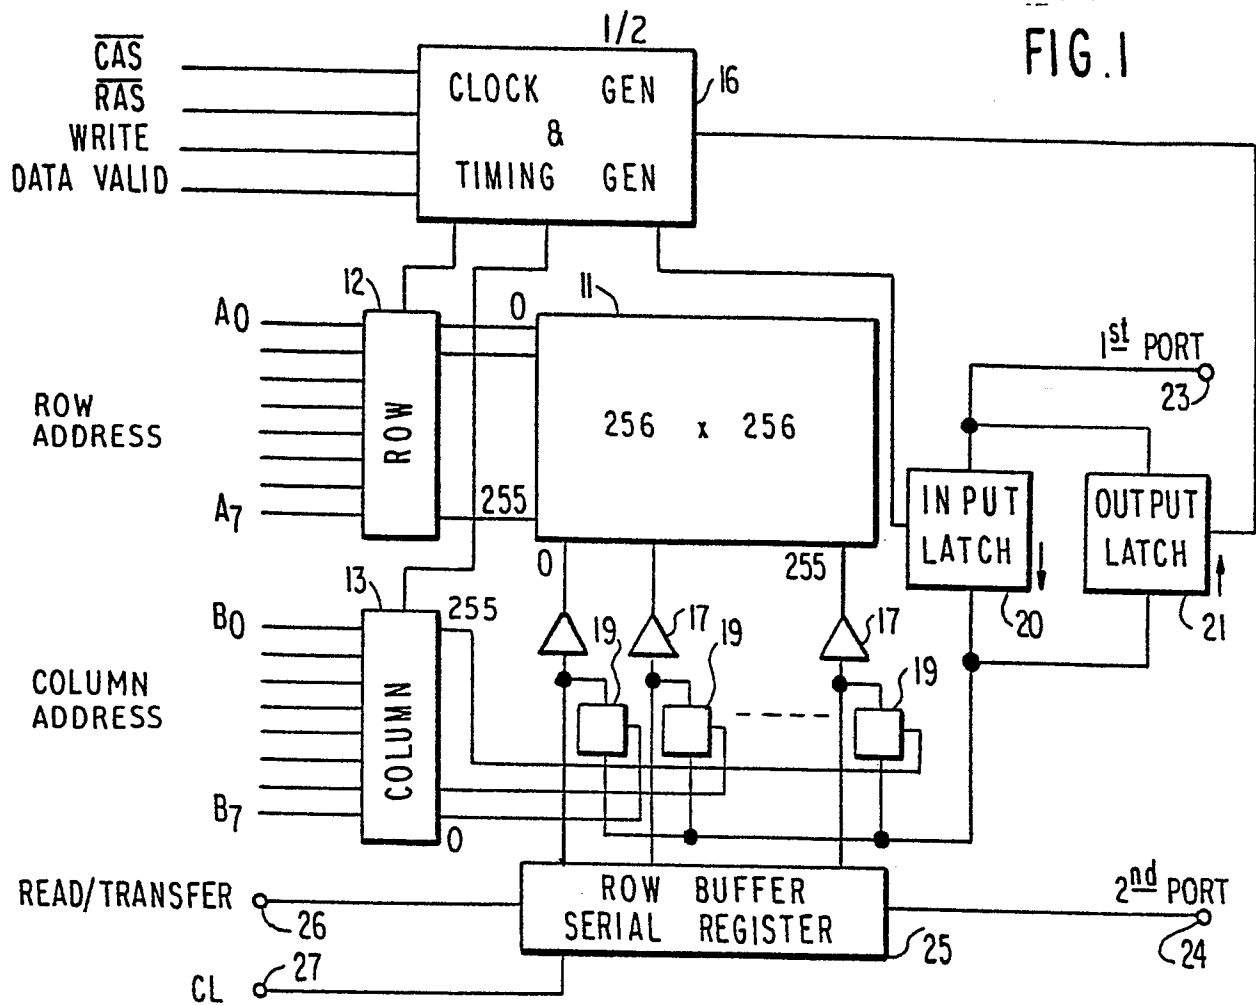 1/2
FIG.1
C̅A̅S̅
R̅A̅S̅
WRITE
DATA VALID
CLOCK GEN
&
TIMING GEN
16
12
11
A0
ROW
ADDRESS
A7
ROW
0
255
256 x 256
1st PORT
23
INPUT
LATCH
20
OUTPUT
LATCH
21
0
255
13
255
B0
COLUMN
ADDRESS
B7
COLUMN
0
19
17
19
17
19
READ/TRANSFER
26
ROW BUFFER
SERIAL REGISTER
25
2nd PORT
24
CL
27